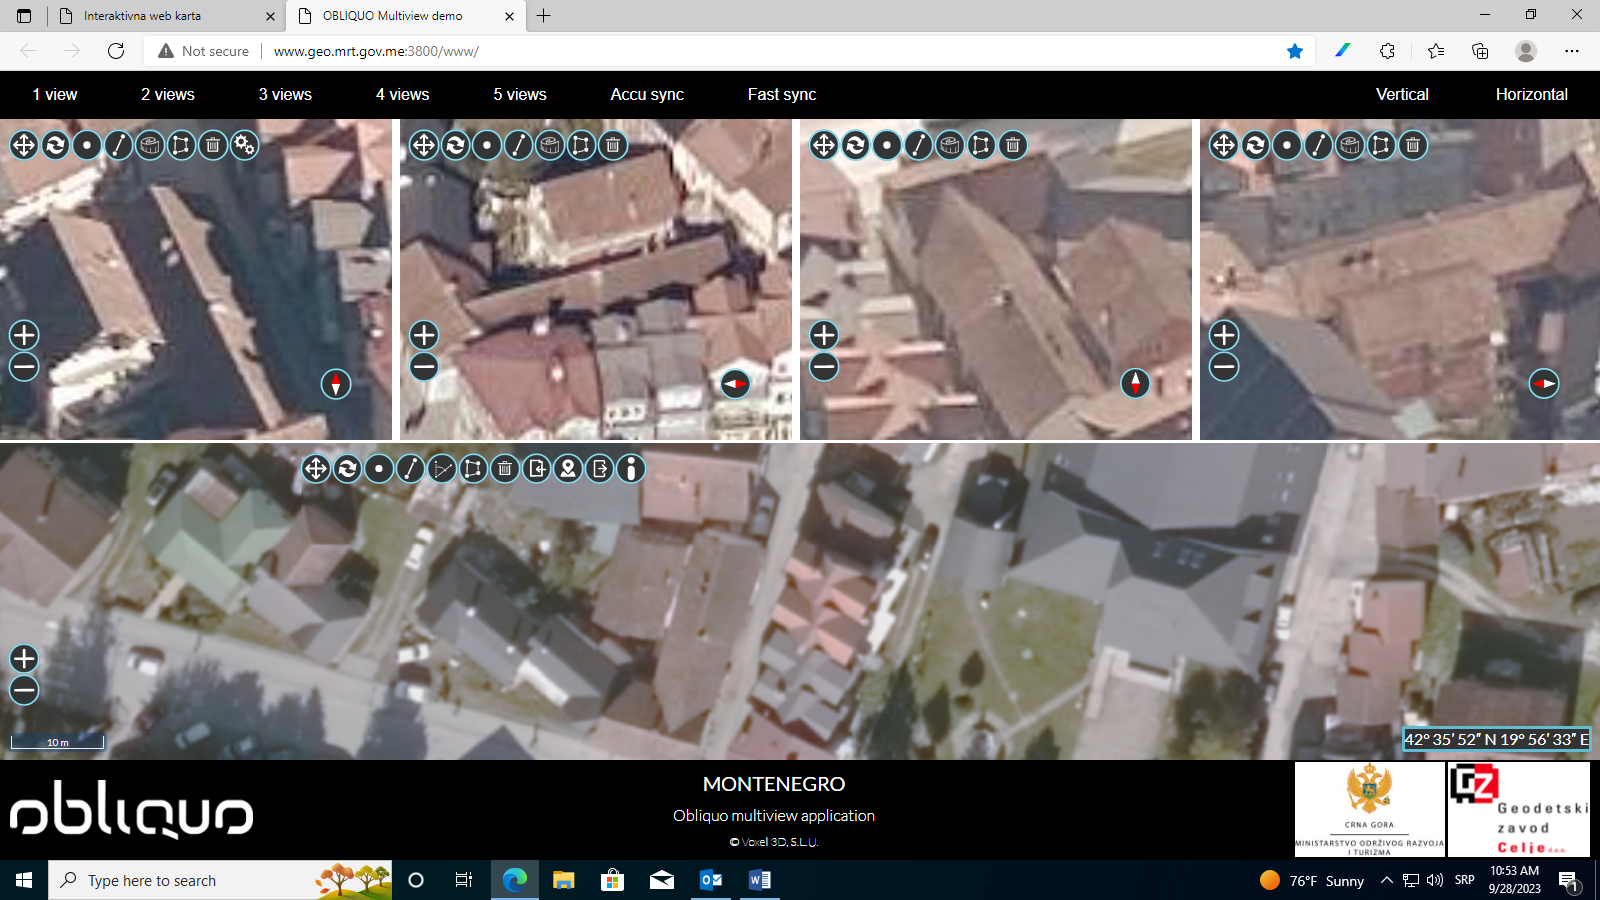 Interaktivna web karta
OBLIQUO Multiview demo
Not secure
www.geo.mrt.gov.me:3800/www/
1 view
2 views
3 views
4 views
5 views
Accu sync
Fast sync
Vertical
Horizontal
10 m
42° 35′ 52″ N 19° 56′ 33″ E
obliquo
MONTENEGRO
Obliquo multiview application
© Voxel 3D, S.L.U.
CRNA GORA
MINISTARSTVO ODRŽIVOG RAZVOJA
I TURIZMA
GZ
Geodetski
zavod
Celje d.o.o.
Type here to search
76°F Sunny
SRP
10:53 AM
9/28/2023
1